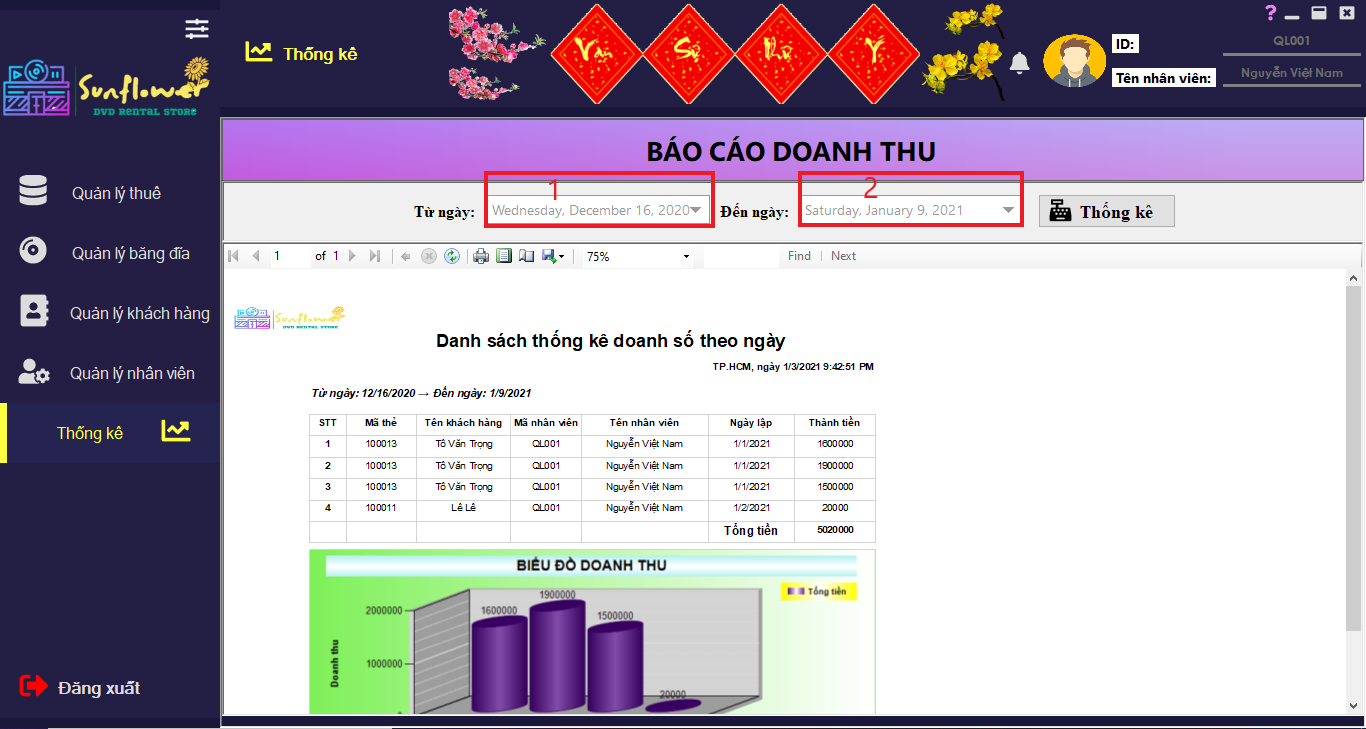 Sunflower
DVD RENTAL STORE
Thống kê
Vạn Sự Như Ý
?
ID:
QL001
Tên nhân viên:
Nguyễn Việt Nam
Quản lý thuê
Quản lý băng đĩa
Quản lý khách hàng
Quản lý nhân viên
Thống kê
Đăng xuất
BÁO CÁO DOANH THU
1 2
Từ ngày: Wednesday, December 16, 2020 Đến ngày: Saturday, January 9, 2021 Thống kê
1 of 1 75% Find | Next
Sunflower
DVD RENTAL STORE
Danh sách thống kê doanh số theo ngày
TP.HCM, ngày 1/3/2021 9:42:51 PM
Từ ngày: 12/16/2020 → Đến ngày: 1/9/2021
STT Mã thẻ Tên khách hàng Mã nhân viên Tên nhân viên Ngày lập Thành tiền
1 100013 Tô Văn Trọng QL001 Nguyễn Việt Nam 1/1/2021 1600000
2 100013 Tô Văn Trọng QL001 Nguyễn Việt Nam 1/1/2021 1900000
3 100013 Tô Văn Trọng QL001 Nguyễn Việt Nam 1/1/2021 1500000
4 100011 Lê Lê QL001 Nguyễn Việt Nam 1/2/2021 20000
Tổng tiền 5020000
BIỂU ĐỒ DOANH THU
Tổng tiền
2000000
1600000
1900000
1500000
1000000
20000
Doanh thu